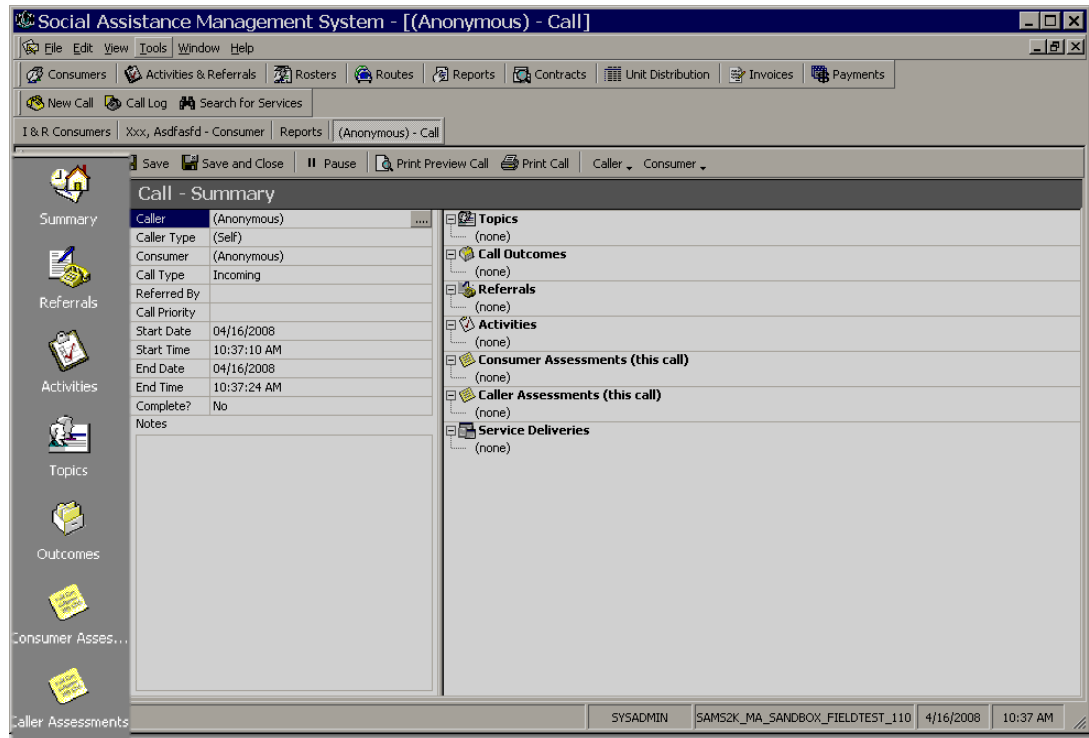 Social Assistance Management System - [(Anonymous) - Call]
File Edit View Tools Window Help
Consumers Activities & Referrals Rosters Routes Reports Contracts Unit Distribution Invoices Payments
New Call Call Log Search for Services
I & R Consumers Xxx, Asdfasfd - Consumer Reports (Anonymous) - Call
Save Save and Close Pause Print Preview Call Print Call Caller Consumer
Call - Summary
Summary
Referrals
Activities
Topics
Outcomes
Consumer Asses...
Caller Assessments
Caller (Anonymous) ....
Caller Type (Self)
Consumer (Anonymous)
Call Type Incoming
Referred By
Call Priority
Start Date 04/16/2008
Start Time 10:37:10 AM
End Date 04/16/2008
End Time 10:37:24 AM
Complete? No
Notes
Topics
(none)
Call Outcomes
(none)
Referrals
(none)
Activities
(none)
Consumer Assessments (this call)
(none)
Caller Assessments (this call)
(none)
Service Deliveries
(none)
SYSADMIN SAMS2K_MA_SANDBOX_FIELDTEST_110 4/16/2008 10:37 AM